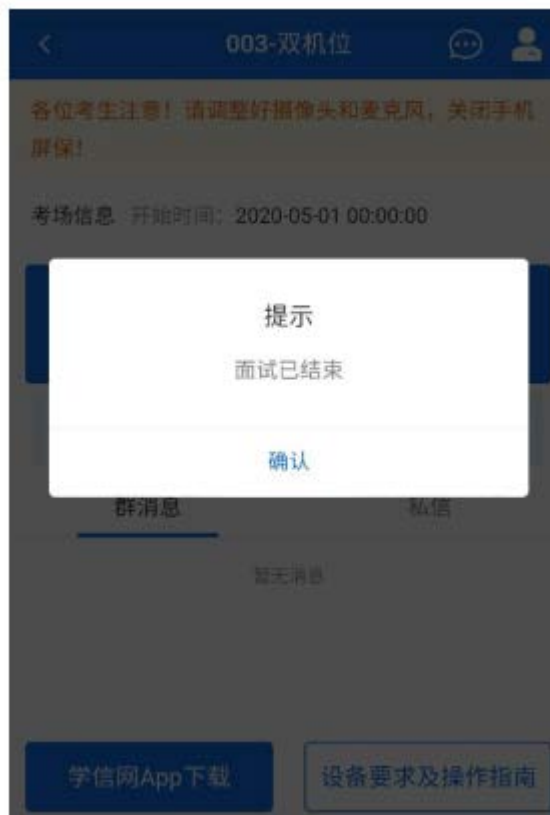 003-双机位
各位考生注意！请调整好摄像头和麦克风，关闭手机
屏保！
考场信息 开始时间：2020-05-01 00:00:00
提示
面试已结束
确认
群消息 私信
暂无消息
学信网App下载 设备要求及操作指南